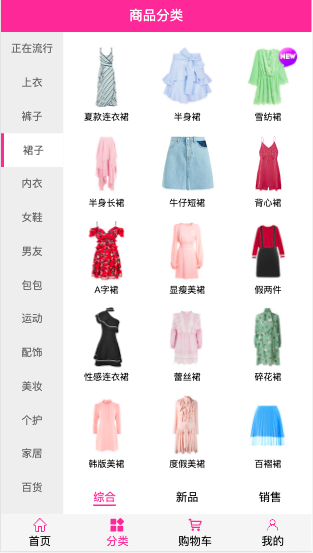 商品分类
正在流行
上衣
裤子
裙子
内衣
女鞋
男友
包包
运动
配饰
美妆
个护
家居
百货
NEW
夏款连衣裙 半身裙 雪纺裙
半身长裙 牛仔短裙 背心裙
A字裙 显瘦美裙 假两件
性感连衣裙 蕾丝裙 碎花裙
韩版美裙 度假美裙 百褶裙
综合 新品 销售
首页 分类 购物车 我的